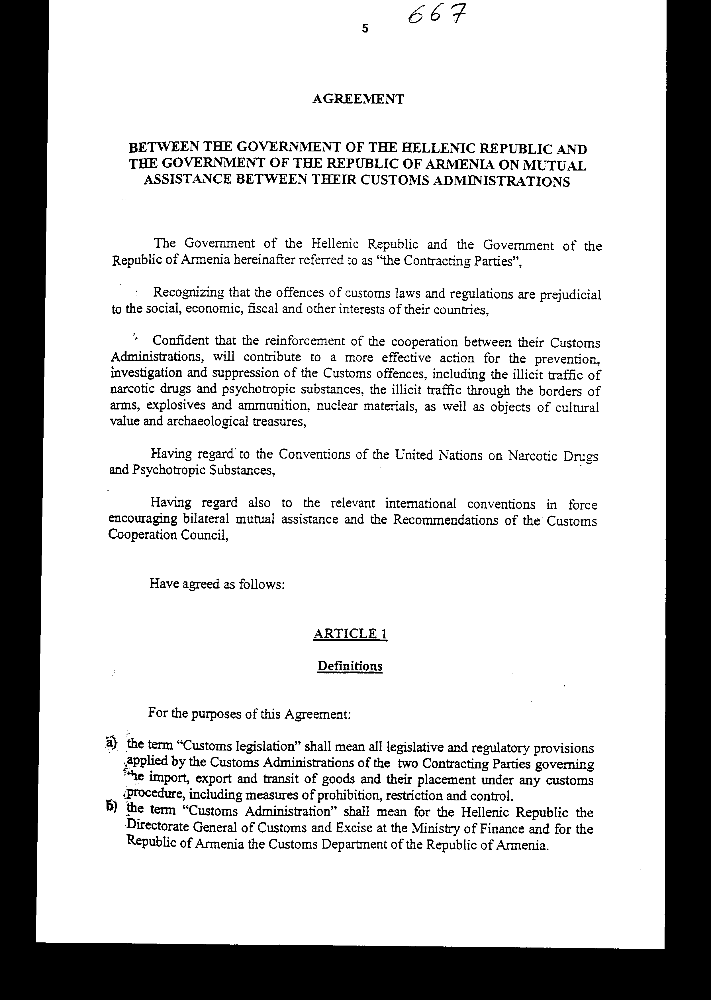 667
5
AGREEMENT
BETWEEN THE GOVERNMENT OF THE HELLENIC REPUBLIC AND
THE GOVERNMENT OF THE REPUBLIC OF ARMENIA ON MUTUAL
ASSISTANCE BETWEEN THEIR CUSTOMS ADMINISTRATIONS
The Government of the Hellenic Republic and the Government of the
Republic of Armenia hereinafter referred to as “the Contracting Parties”,
Recognizing that the offences of customs laws and regulations are prejudicial
to the social, economic, fiscal and other interests of their countries,
Confident that the reinforcement of the cooperation between their Customs
Administrations, will contribute to a more effective action for the prevention,
investigation and suppression of the Customs offences, including the illicit traffic of
narcotic drugs and psychotropic substances, the illicit traffic through the borders of
arms, explosives and ammunition, nuclear materials, as well as objects of cultural
value and archaeological treasures,
Having regard to the Conventions of the United Nations on Narcotic Drugs
and Psychotropic Substances,
Having regard also to the relevant international conventions in force
encouraging bilateral mutual assistance and the Recommendations of the Customs
Cooperation Council,
Have agreed as follows:
ARTICLE 1
Definitions
For the purposes of this Agreement:
a) the term “Customs legislation” shall mean all legislative and regulatory provisions
applied by the Customs Administrations of the two Contracting Parties governing
the import, export and transit of goods and their placement under any customs
procedure, including measures of prohibition, restriction and control.
b) the term “Customs Administration” shall mean for the Hellenic Republic the
Directorate General of Customs and Excise at the Ministry of Finance and for the
Republic of Armenia the Customs Department of the Republic of Armenia.